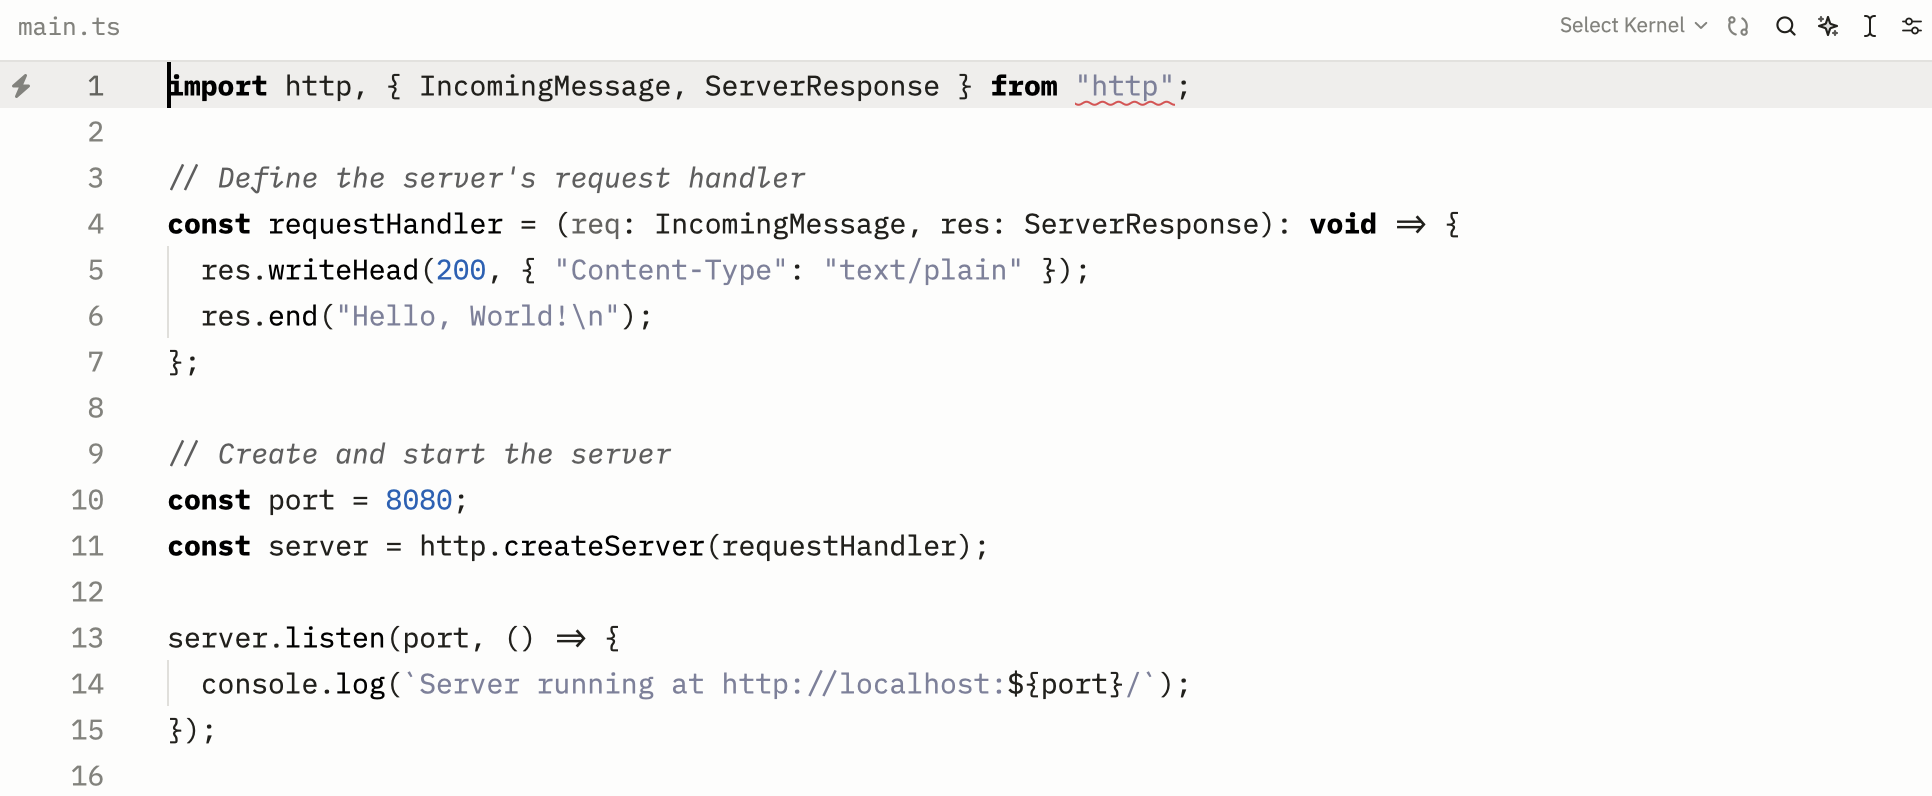 main.ts
Select Kernel
1 import http, { IncomingMessage, ServerResponse } from "http";
2
3 // Define the server's request handler
4 const requestHandler = (req: IncomingMessage, res: ServerResponse): void => {
5   res.writeHead(200, { "Content-Type": "text/plain" });
6   res.end("Hello, World!\n");
7 };
8
9 // Create and start the server
10 const port = 8080;
11 const server = http.createServer(requestHandler);
12
13 server.listen(port, () => {
14   console.log(`Server running at http://localhost:${port}/`);
15 });
16